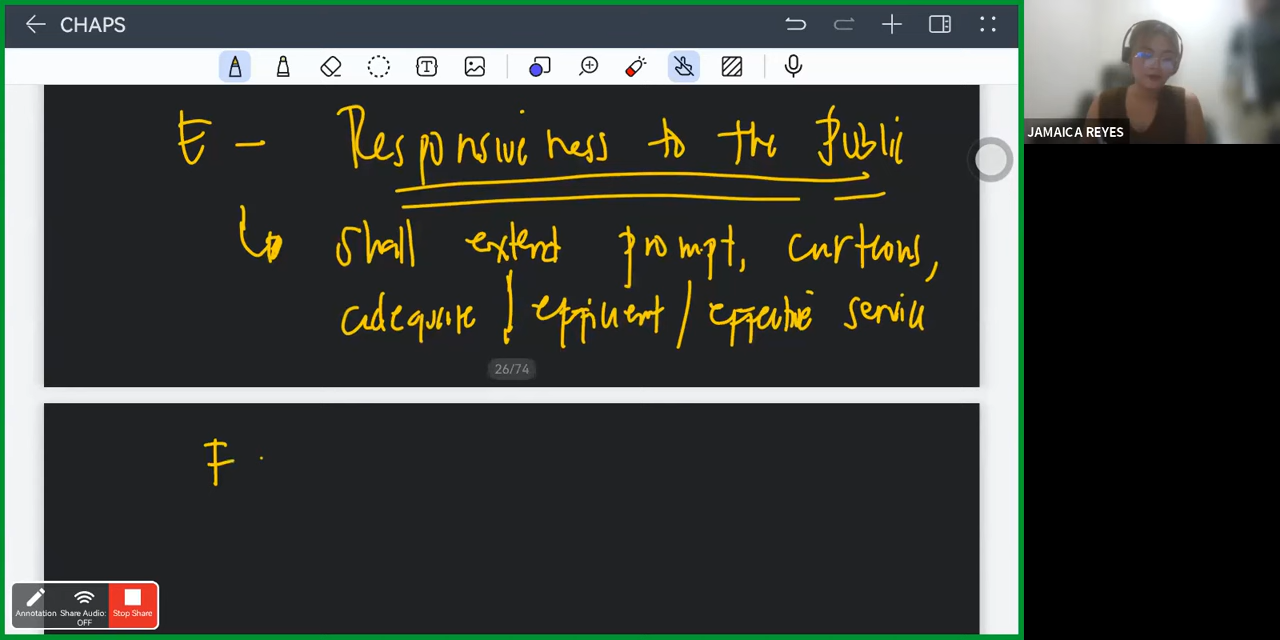 CHAPS
JAMAICA REYES
E - Responsiveness to the Public
↳ shall extend prompt, curteous,
adequate / efficient / effective service
26/74
F -
Annotation
Share Audio: OFF
Stop Share